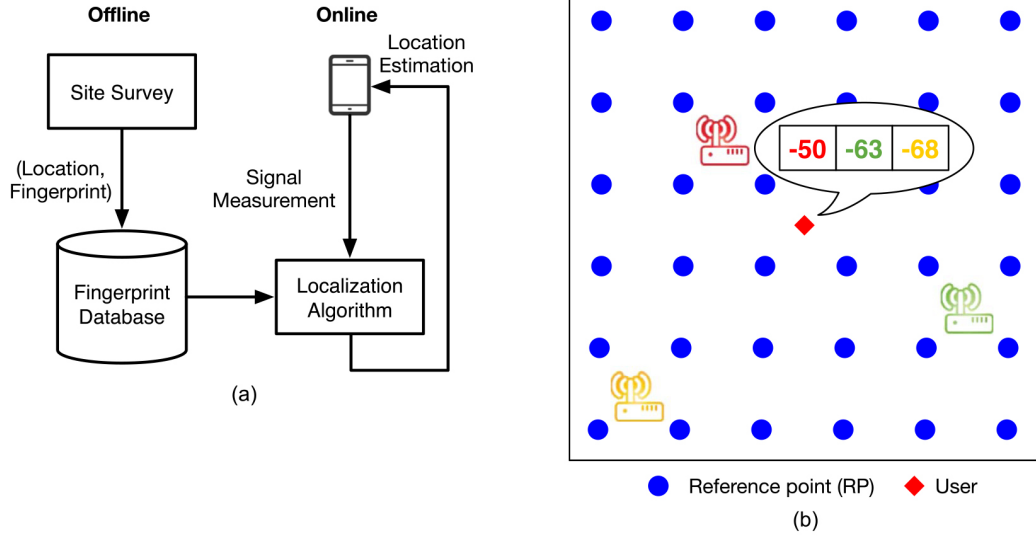 Offline
Online
Site Survey
Location
Estimation
(Location,
Fingerprint)
Signal
Measurement
Fingerprint
Database
Localization
Algorithm
(a)
-50 -63 -68
Reference point (RP) User
(b)